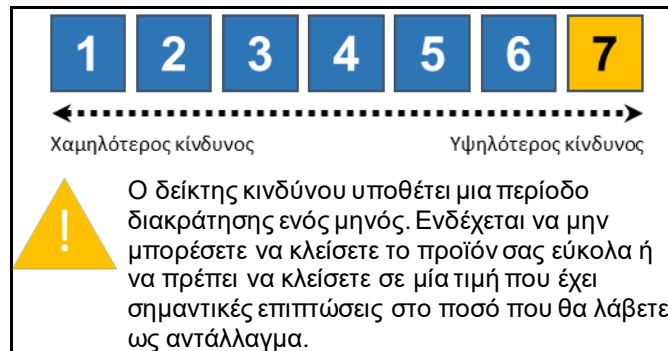 1 2 3 4 5 6 7
Χαμηλότερος κίνδυνος Υψηλότερος κίνδυνος
!
Ο δείκτης κινδύνου υποθέτει μια περίοδο
διακράτησης ενός μηνός. Ενδέχεται να μην
μπορέσετε να κλείσετε το προϊόν σας εύκολα ή
να πρέπει να κλείσετε σε μία τιμή που έχει
σημαντικές επιπτώσεις στο ποσό που θα λάβετε
ως αντάλλαγμα.